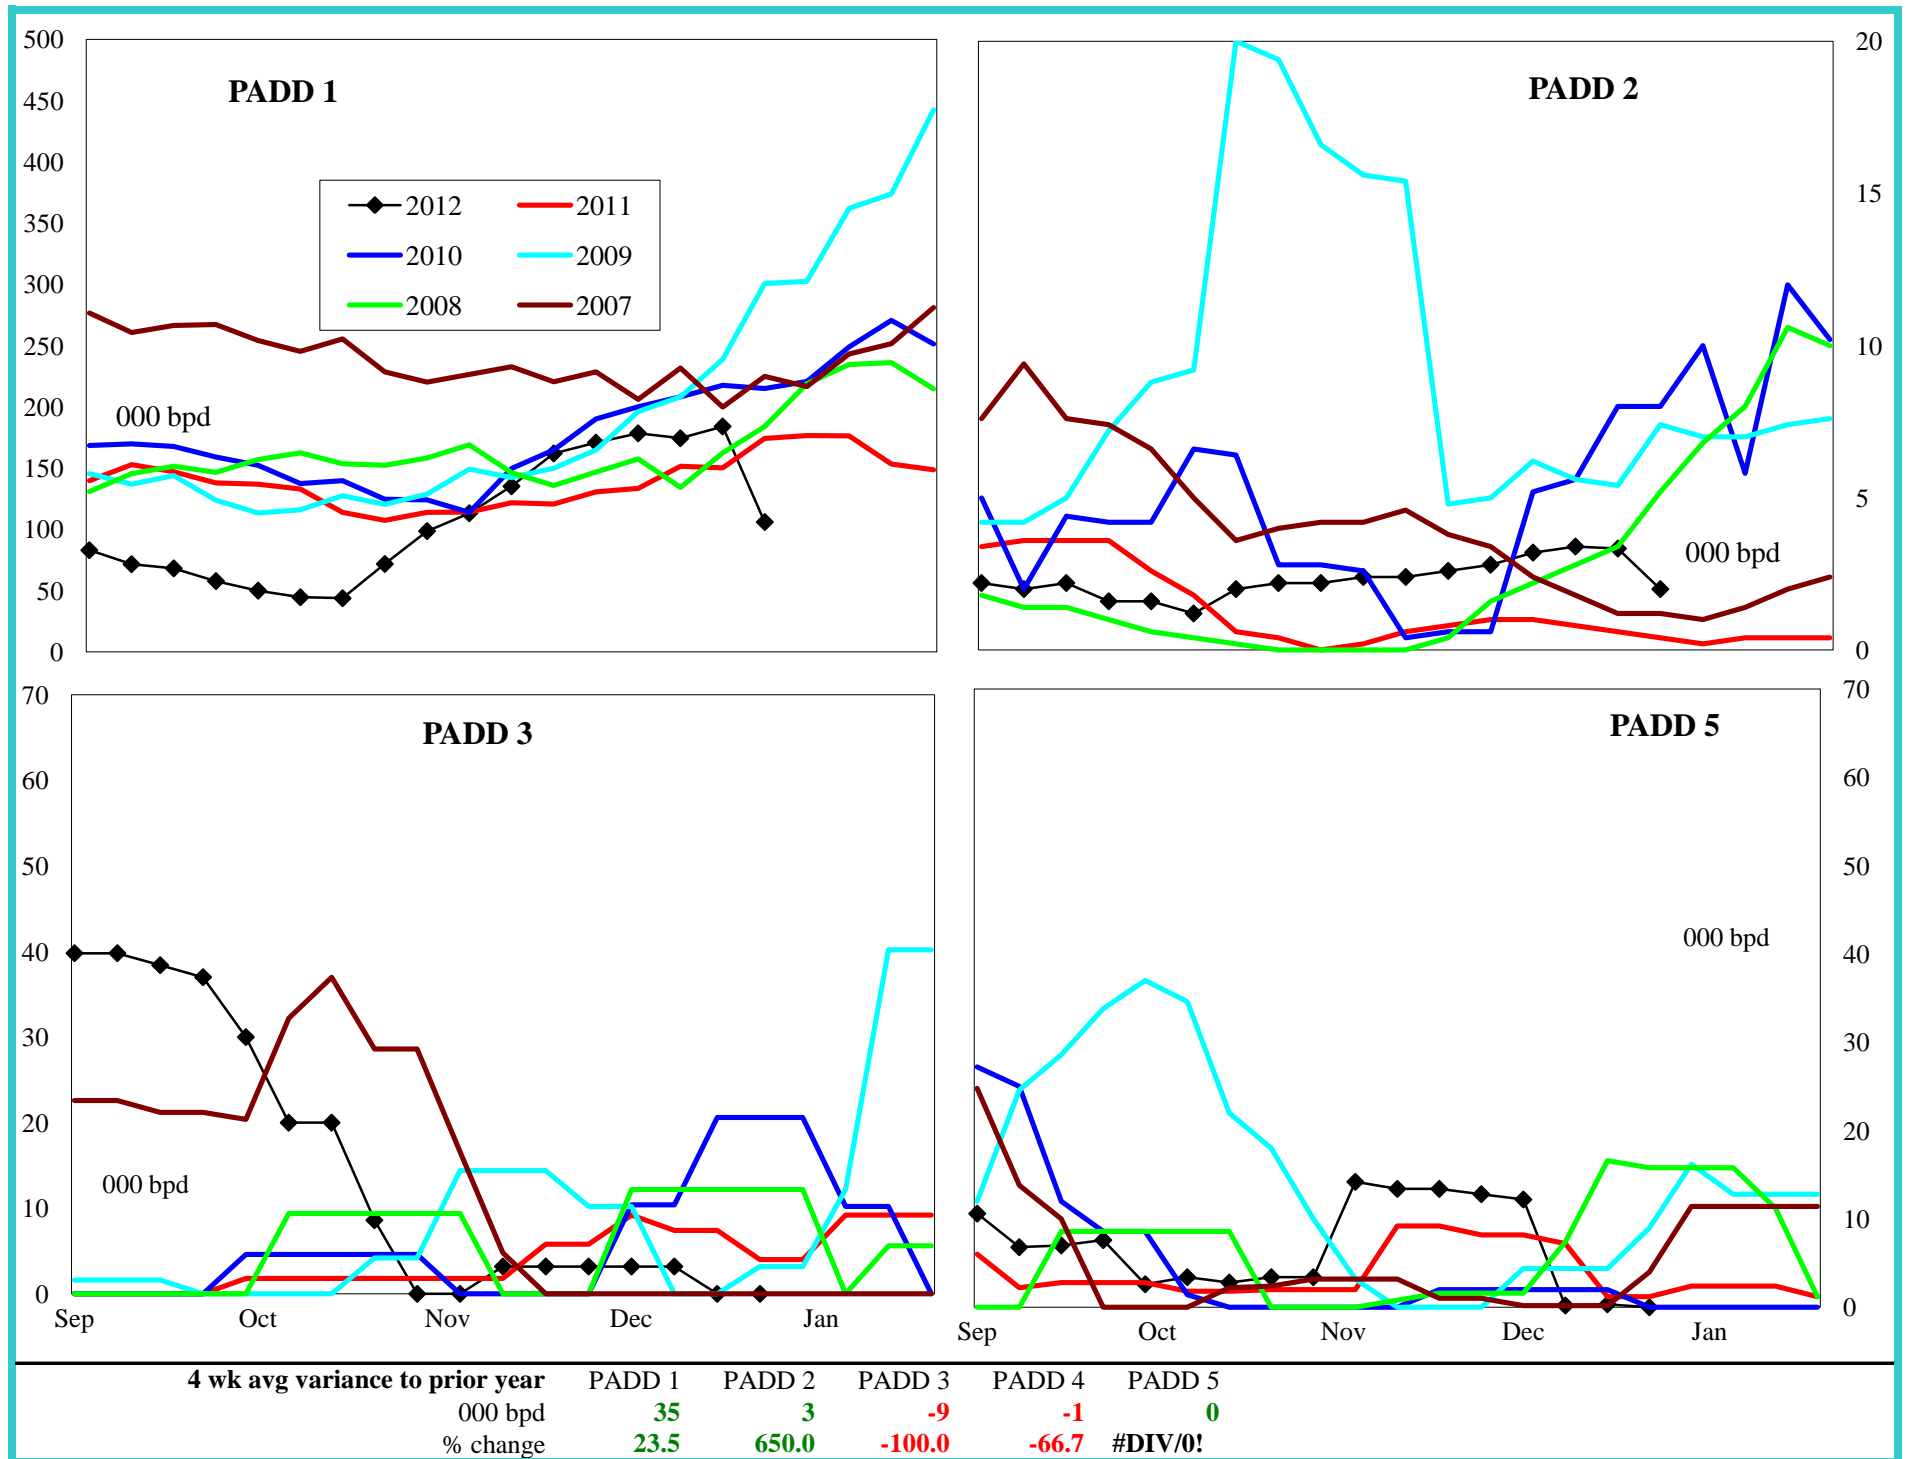 PADD 1
500
450
400
350
300
250
200
150
100
50
0
2012 2011
2010 2009
2008 2007
000 bpd
PADD 2
20
15
10
5
0
000 bpd
PADD 3
70
60
50
40
30
20
10
0
000 bpd
Sep Oct Nov Dec Jan
PADD 5
70
60
50
40
30
20
10
0
000 bpd
Sep Oct Nov Dec Jan
4 wk avg variance to prior year PADD 1 PADD 2 PADD 3 PADD 4 PADD 5
000 bpd 35 3 -9 -1 0
% change 23.5 650.0 -100.0 -66.7 #DIV/0!